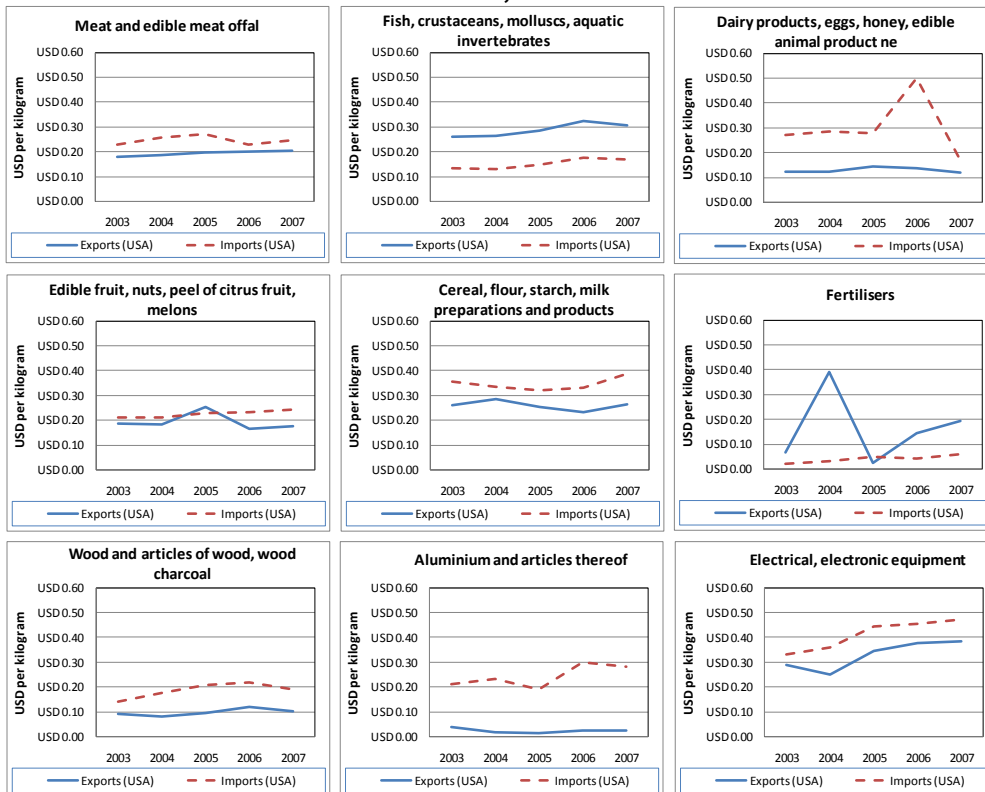 Meat and edible meat offal
USD 0.60
USD 0.50
USD 0.40
USD 0.30
USD 0.20
USD 0.10
USD 0.00
USD per kilogram
2003 2004 2005 2006 2007
Exports (USA) Imports (USA)
Fish, crustaceans, molluscs, aquatic
invertebrates
USD 0.60
USD 0.50
USD 0.40
USD 0.30
USD 0.20
USD 0.10
USD 0.00
USD per kilogram
2003 2004 2005 2006 2007
Exports (USA) Imports (USA)
Dairy products, eggs, honey, edible
animal product ne
USD 0.60
USD 0.50
USD 0.40
USD 0.30
USD 0.20
USD 0.10
USD 0.00
USD per kilogram
2003 2004 2005 2006 2007
Exports (USA) Imports (USA)
Edible fruit, nuts, peel of citrus fruit,
melons
USD 0.60
USD 0.50
USD 0.40
USD 0.30
USD 0.20
USD 0.10
USD 0.00
USD per kilogram
2003 2004 2005 2006 2007
Exports (USA) Imports (USA)
Cereal, flour, starch, milk
preparations and products
USD 0.60
USD 0.50
USD 0.40
USD 0.30
USD 0.20
USD 0.10
USD 0.00
USD per kilogram
2003 2004 2005 2006 2007
Exports (USA) Imports (USA)
Fertilisers
USD 0.60
USD 0.50
USD 0.40
USD 0.30
USD 0.20
USD 0.10
USD 0.00
USD per kilogram
2003 2004 2005 2006 2007
Exports (USA) Imports (USA)
Wood and articles of wood, wood
charcoal
USD 0.60
USD 0.50
USD 0.40
USD 0.30
USD 0.20
USD 0.10
USD 0.00
USD per kilogram
2003 2004 2005 2006 2007
Exports (USA) Imports (USA)
Aluminium and articles thereof
USD 0.60
USD 0.50
USD 0.40
USD 0.30
USD 0.20
USD 0.10
USD 0.00
USD per kilogram
2003 2004 2005 2006 2007
Exports (USA) Imports (USA)
Electrical, electronic equipment
USD 0.60
USD 0.50
USD 0.40
USD 0.30
USD 0.20
USD 0.10
USD 0.00
USD per kilogram
2003 2004 2005 2006 2007
Exports (USA) Imports (USA)